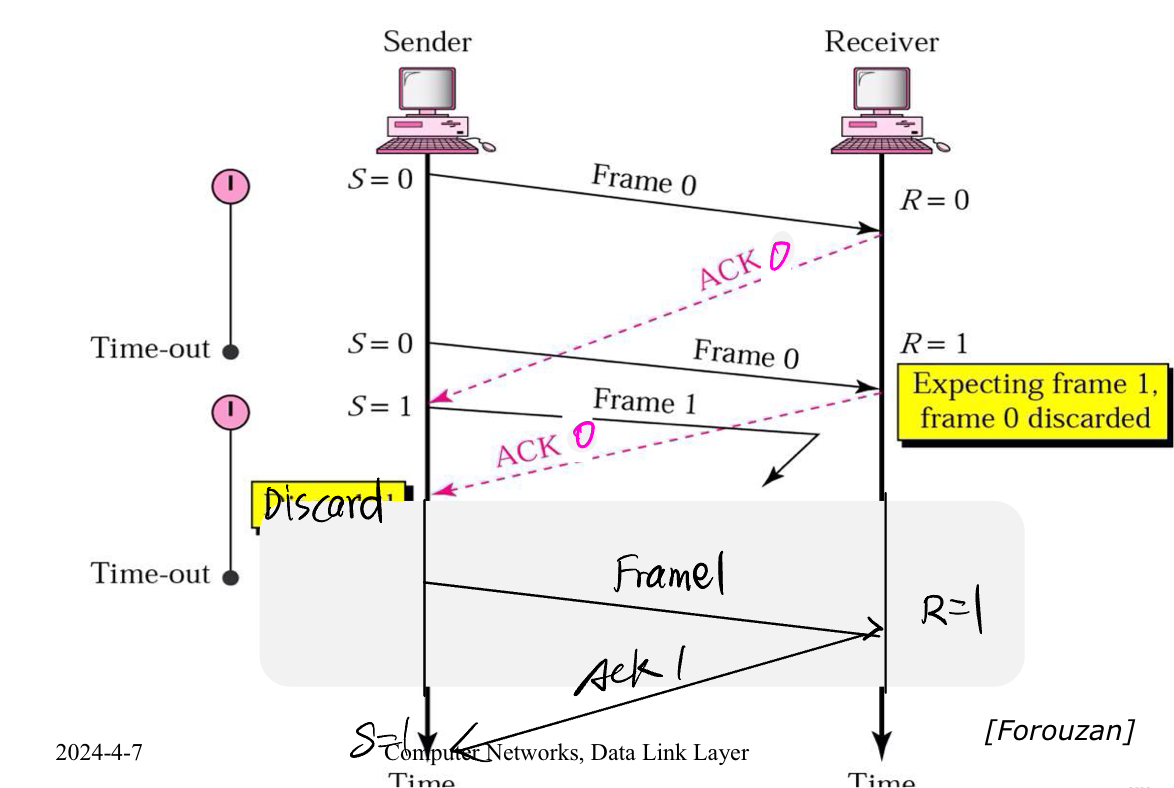 Sender
Receiver
S = 0
Frame 0
R = 0
ACK 0
Time-out
S = 0
Frame 0
R = 1
Expecting frame 1,
frame 0 discarded
S = 1
Frame 1
ACK 0
Discard
Time-out
Frame1
R=1
Ack 1
S=1
[Forouzan]
2024-4-7
Computer Networks, Data Link Layer
Time
Time